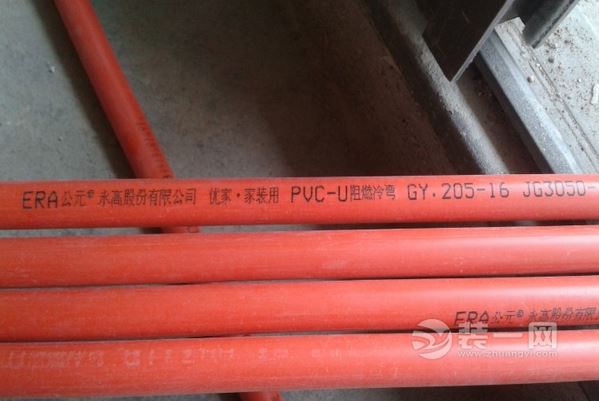 ERA公元® 永高股份有限公司 优家·家装用 PVC-U阻燃冷弯 GY.205-16 JG3050-
ERA公元® 永高股份有限
装一网
www.zhuangyi.com